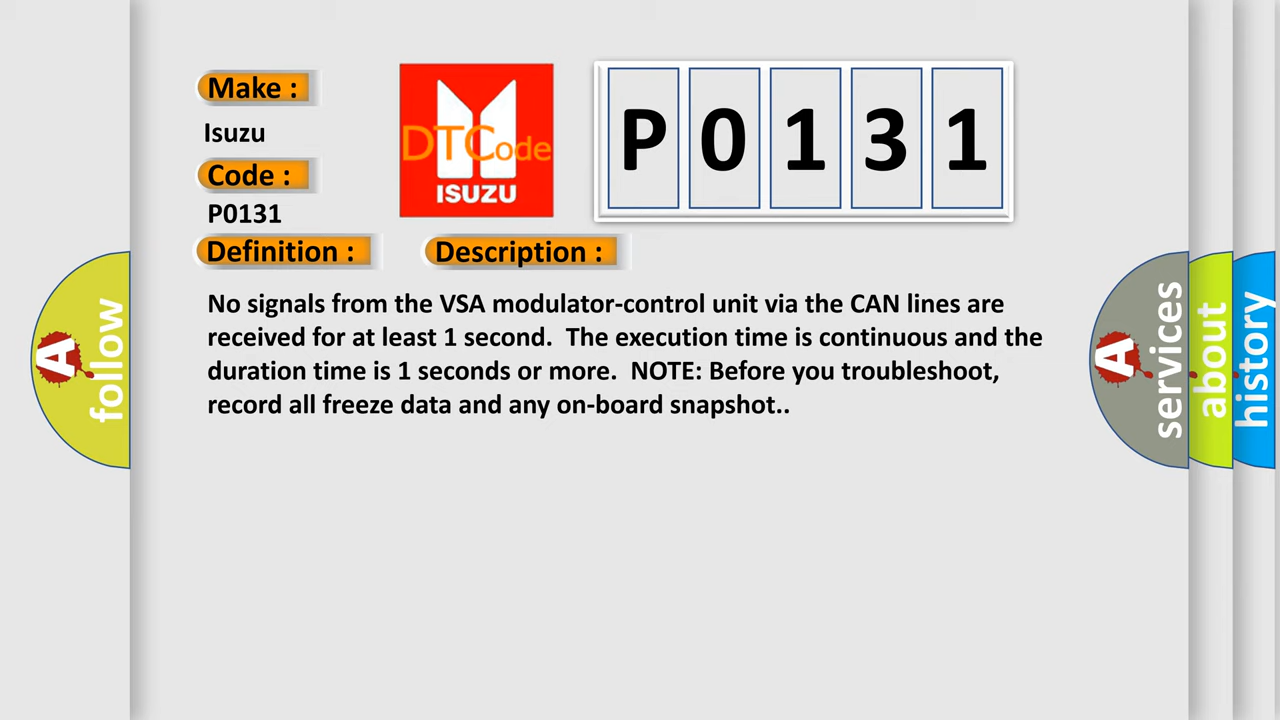 Make :
Isuzu
Code :
P0131
Definition :
Description :
DTCode
ISUZU
P 0 1 3 1
No signals from the VSA modulator-control unit via the CAN lines are
received for at least 1 second  The execution time is continuous and the
duration time is 1 seconds or more  NOTE: Before you troubleshoot,
record all freeze data and any on-board snapshot..
A follow
A services
about
history